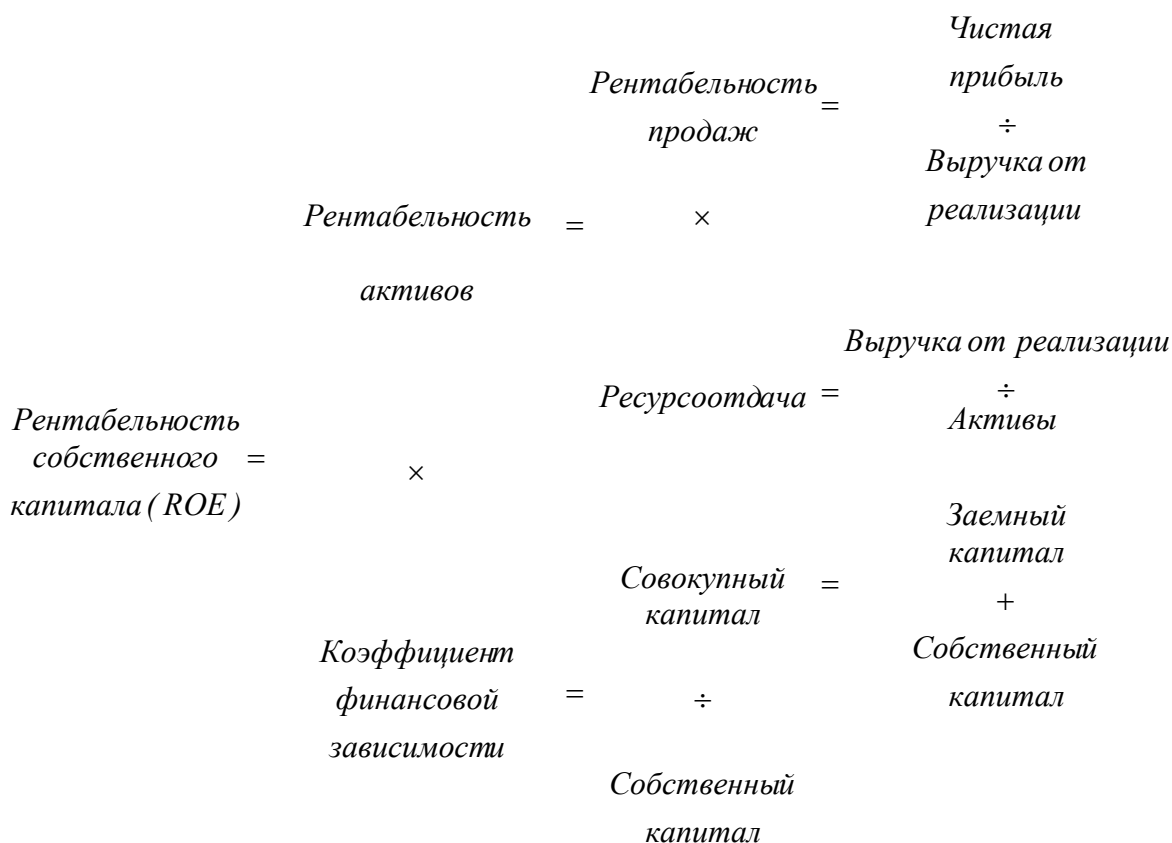 Чистая
прибыль
Рентабельность
=
продаж
÷
Выручка от
реализации
Рентабельность
=
×
активов
Выручка от реализации
Ресурсоотдача =
÷
Активы
Рентабельность
собственного =
капитала ( ROE )
×
Заемный
капитал
Совокупный =
капитал
+
Собственный
капитал
Коэффициент
финансовой =
зависимости
÷
Собственный
капитал